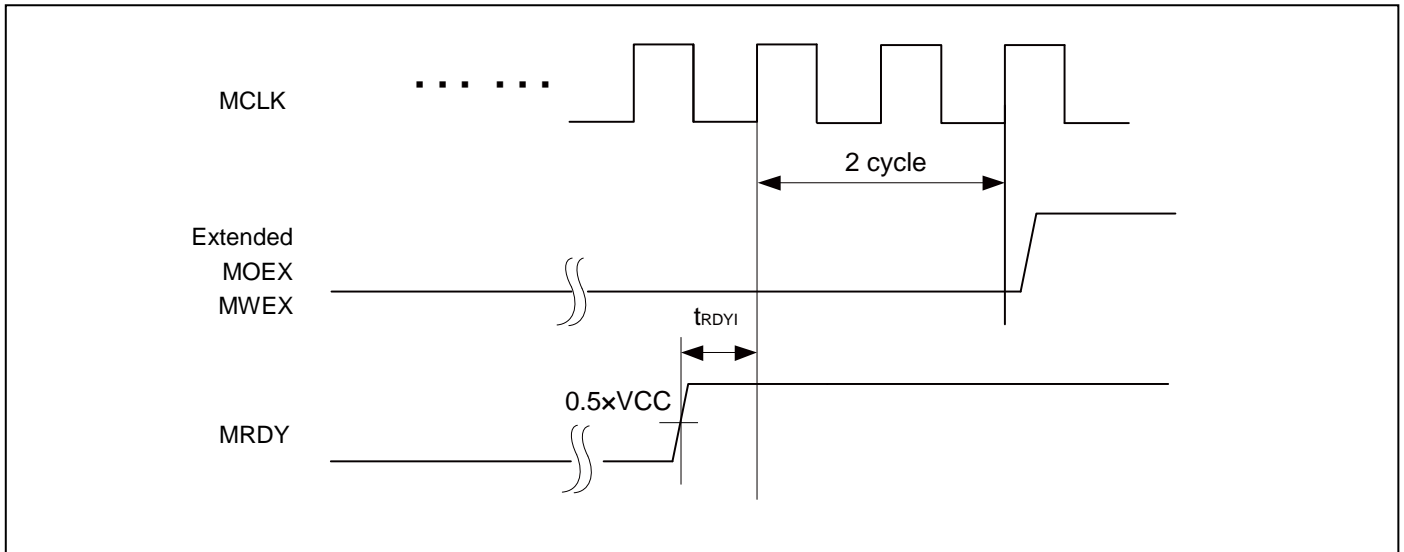 MCLK
2 cycle
Extended
MOEX
MWEX
tRDYI
0.5×VCC
MRDY